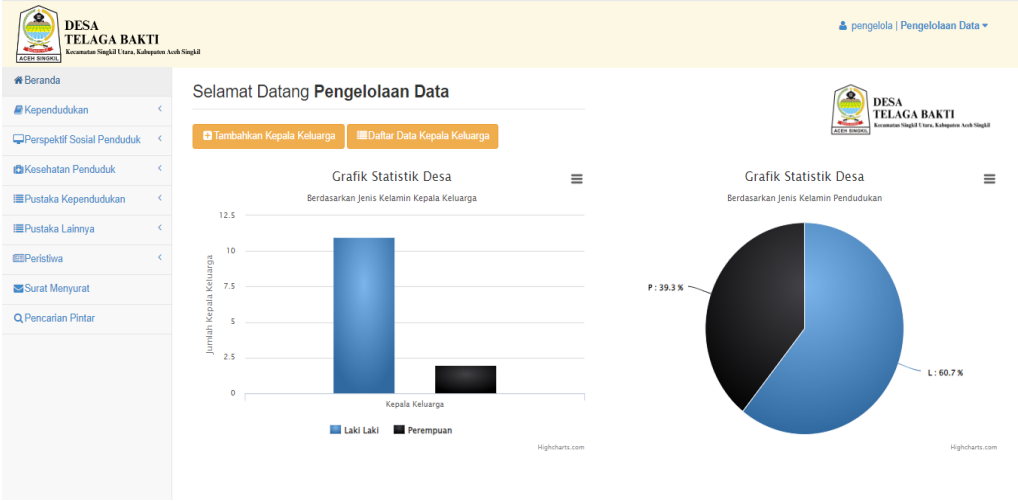 DESA
TELAGA BAKTI
Kecamatan Singkil Utara, Kabupaten Aceh Singkil
ACEH SINGKIL
pengelola | Pengelolaan Data
Beranda
Kependudukan
Perspektif Sosial Penduduk
Kesehatan Penduduk
Pustaka Kependudukan
Pustaka Lainnya
Peristiwa
Surat Menyurat
Pencarian Pintar
Selamat Datang Pengelolaan Data
Tambahkan Kepala Keluarga
Daftar Data Kepala Keluarga
DESA
TELAGA BAKTI
Kecamatan Singkil Utara, Kabupaten Aceh Singkil
ACEH SINGKIL
Grafik Statistik Desa
Berdasarkan Jenis Kelamin Kepala Keluarga
Jumlah Kepala Keluarga
12.5
10
7.5
5
2.5
0
Kepala Keluarga
Laki Laki
Perempuan
Highcharts.com
Grafik Statistik Desa
Berdasarkan Jenis Kelamin Pendudukan
P : 39.3 %
L : 60.7 %
Highcharts.com